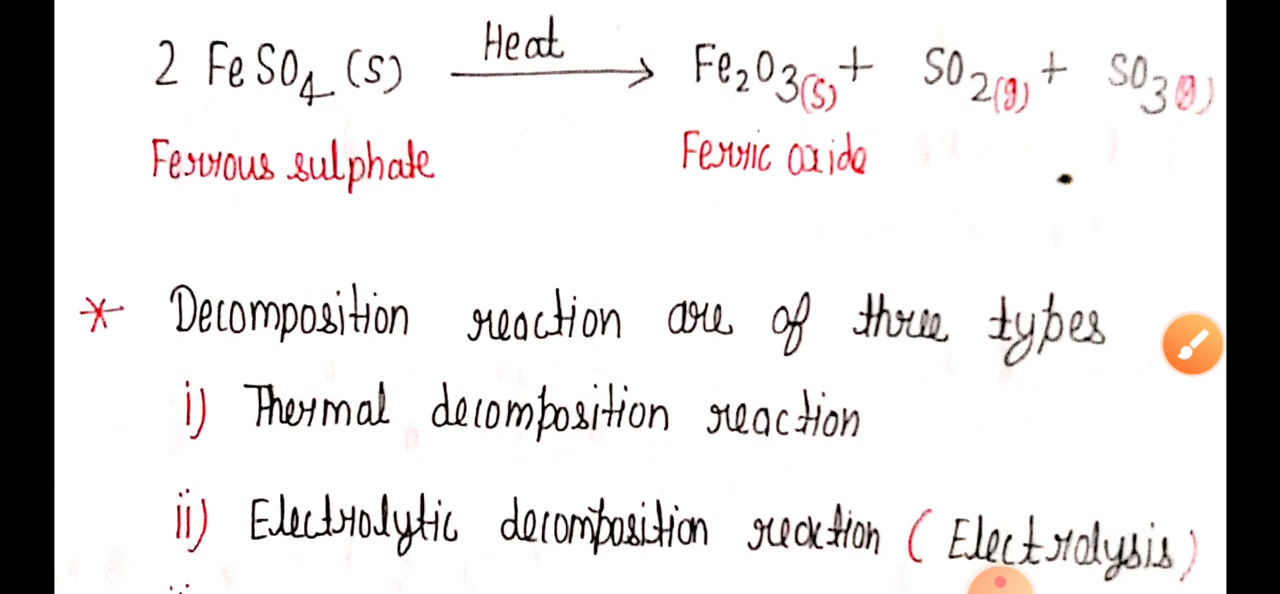 2 FeSO₄ (s) Heat → Fe₂O₃(s) + SO₂(g) + SO₃(g)
Ferrous sulphate Ferric oxide
* Decomposition reaction are of three types
i) Thermal decomposition reaction
ii) Electrolytic decomposition reaction (Electrolysis)